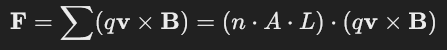 F = ∑(qv × B) = (n · A · L) · (qv × B)